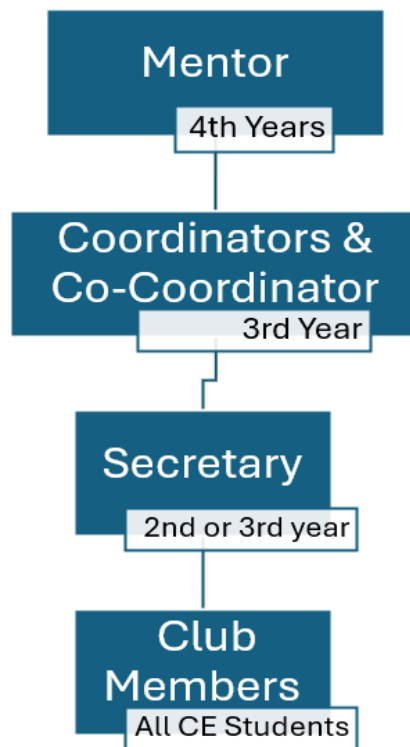 Mentor
4th Years
Coordinators &
Co-Coordinator
3rd Year
Secretary
2nd or 3rd year
Club
Members
All CE Students